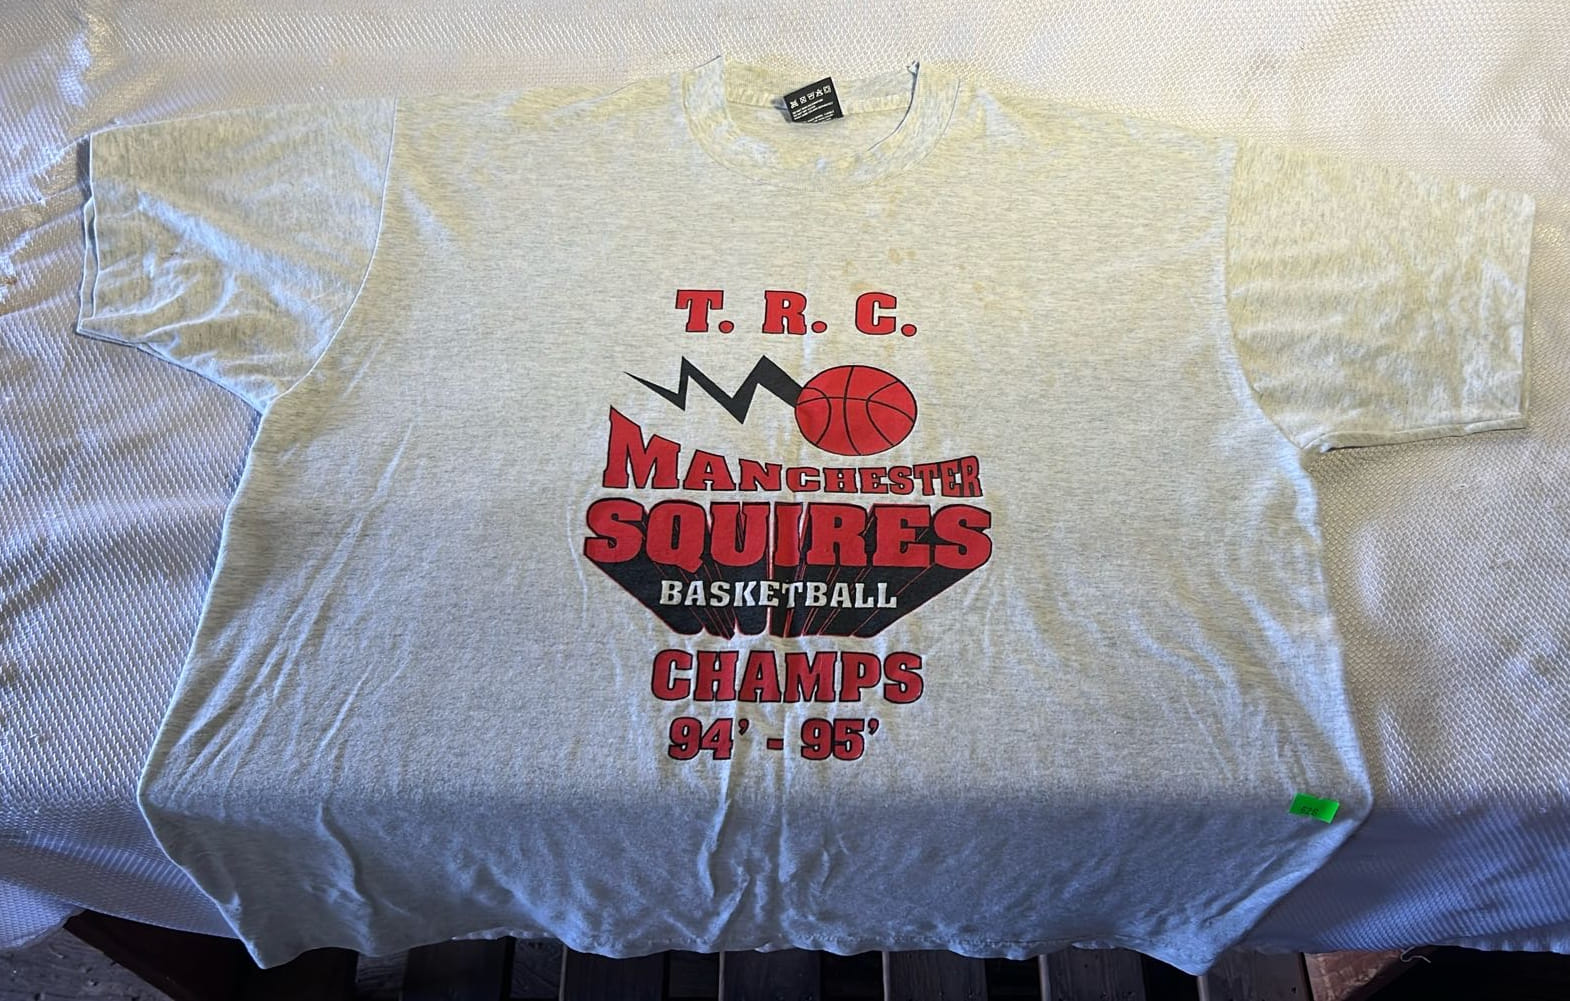 T. R. C.
MANCHESTER
SQUIRES
BASKETBALL
CHAMPS
94' - 95'